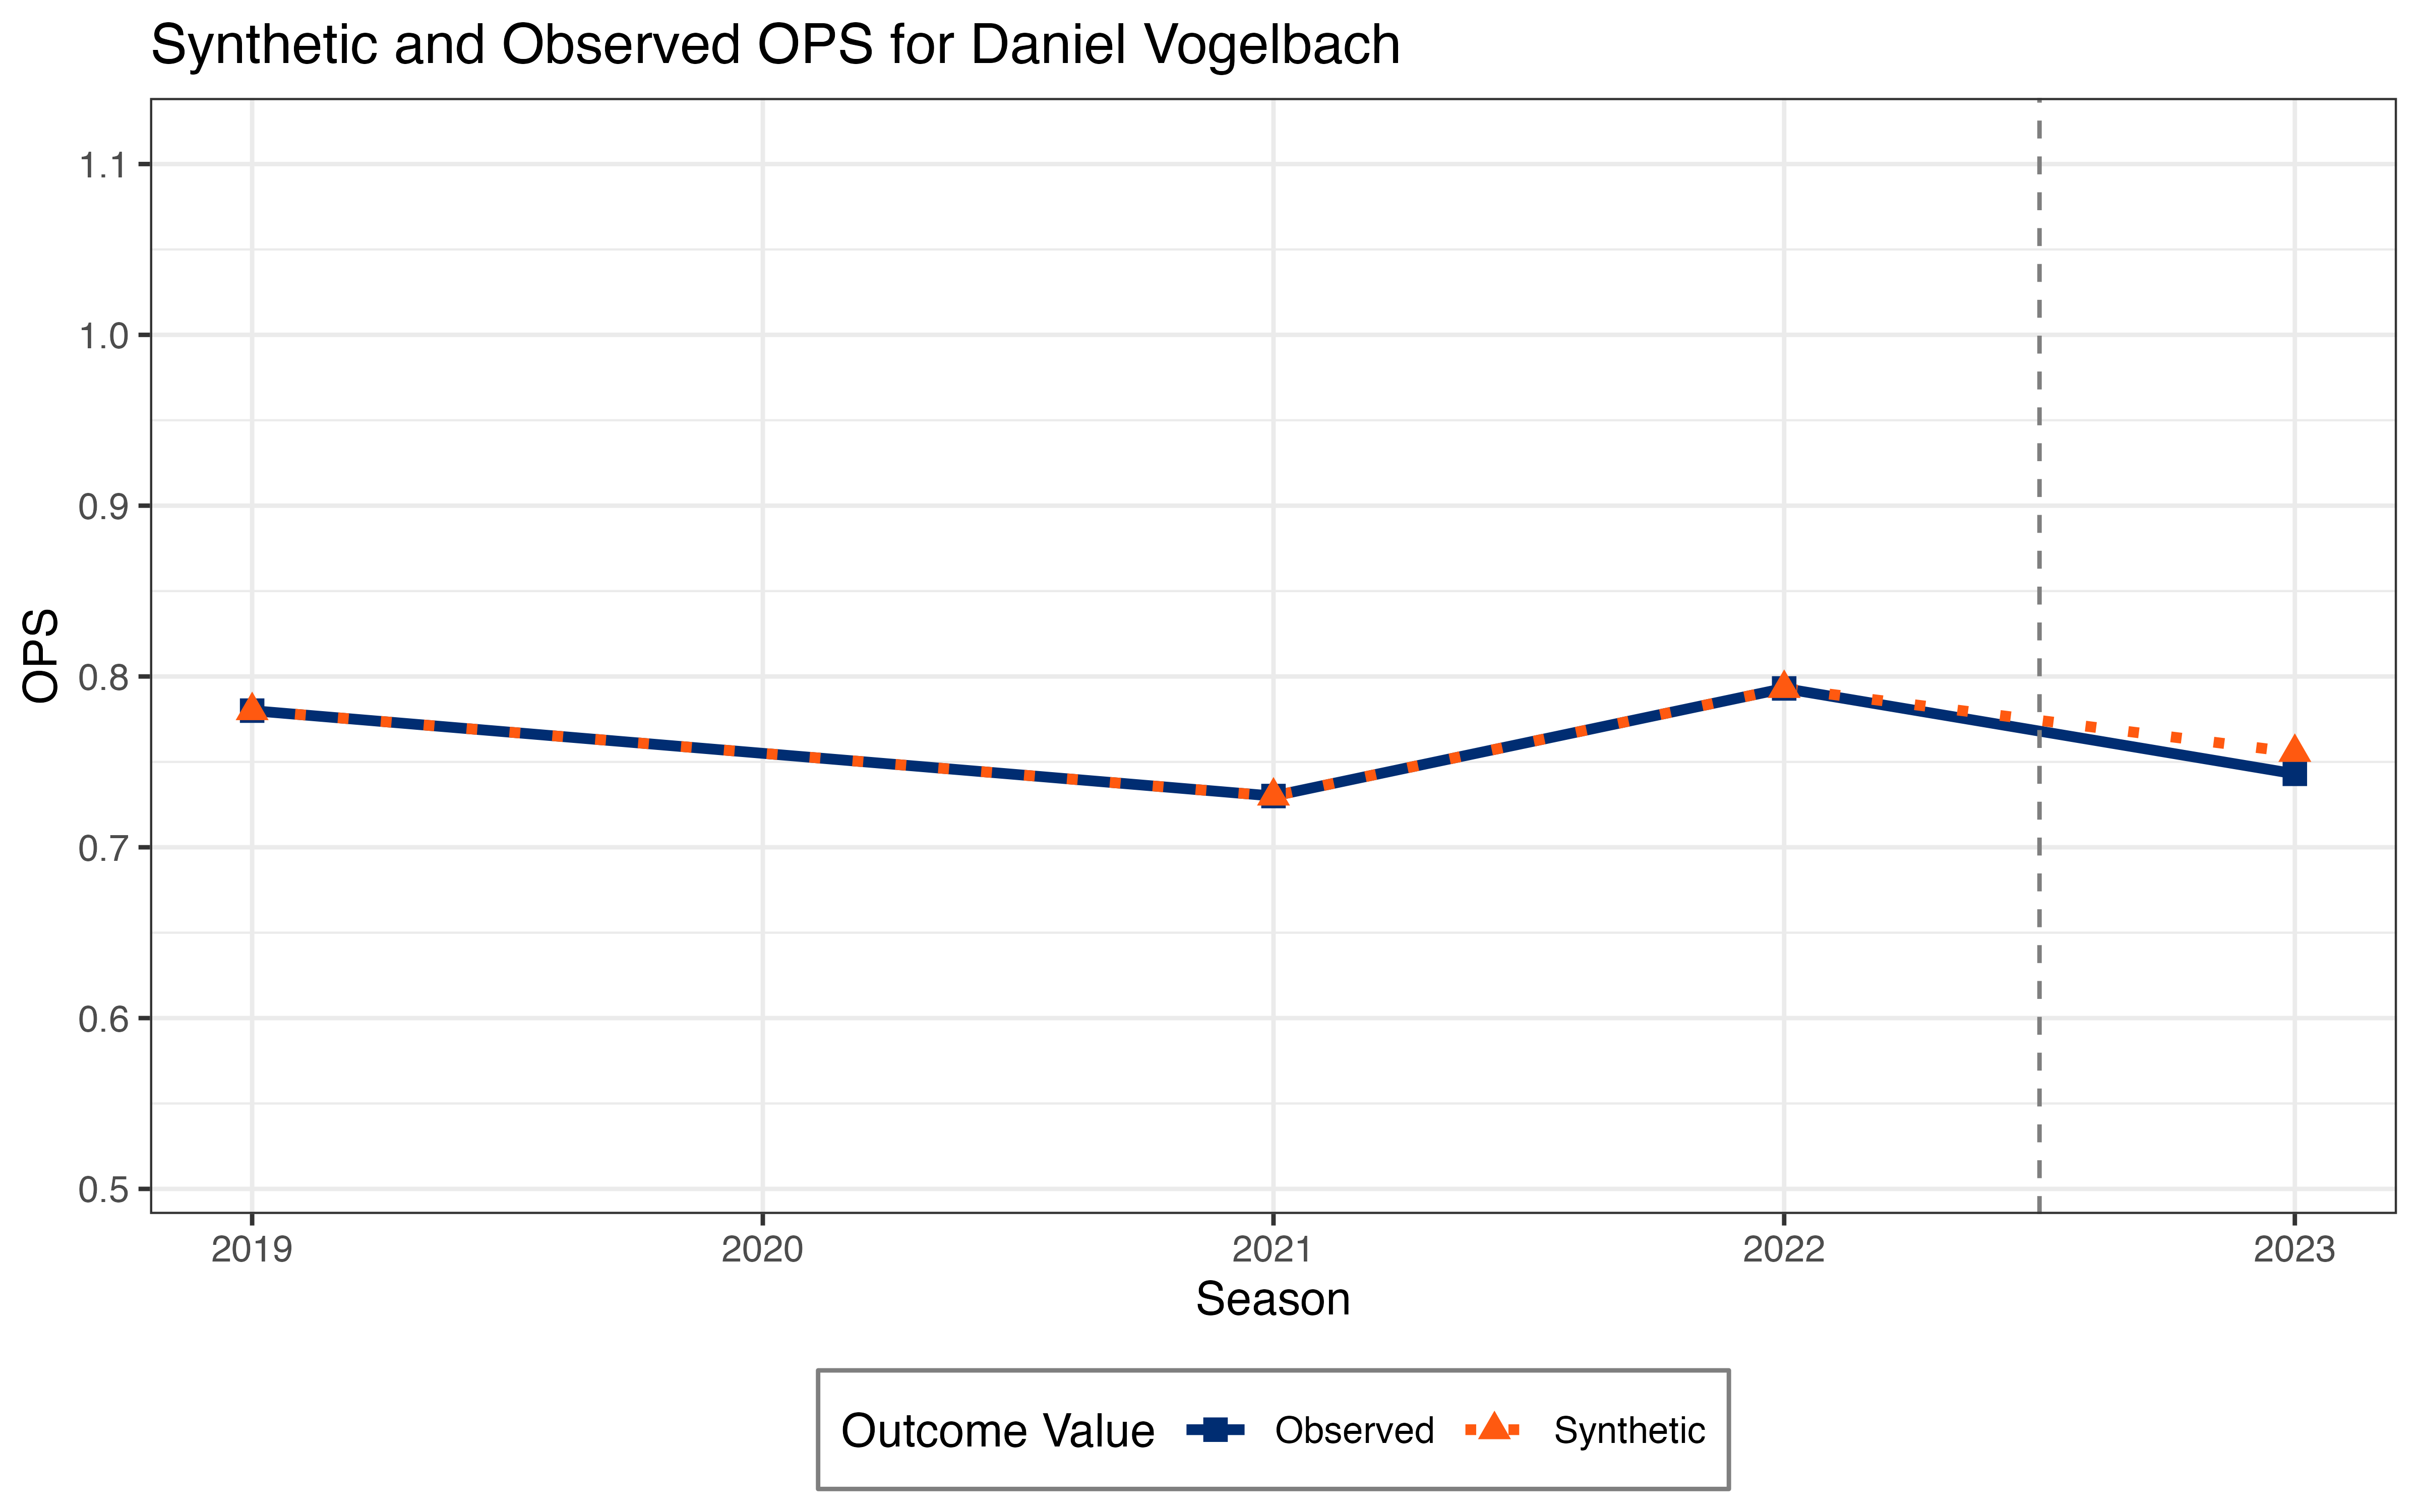 Synthetic and Observed OPS for Daniel Vogelbach
1.1
1.0
0.9
0.8
0.7
0.6
0.5
OPS
2019 2020 2021 2022 2023
Season
Outcome Value Observed Synthetic